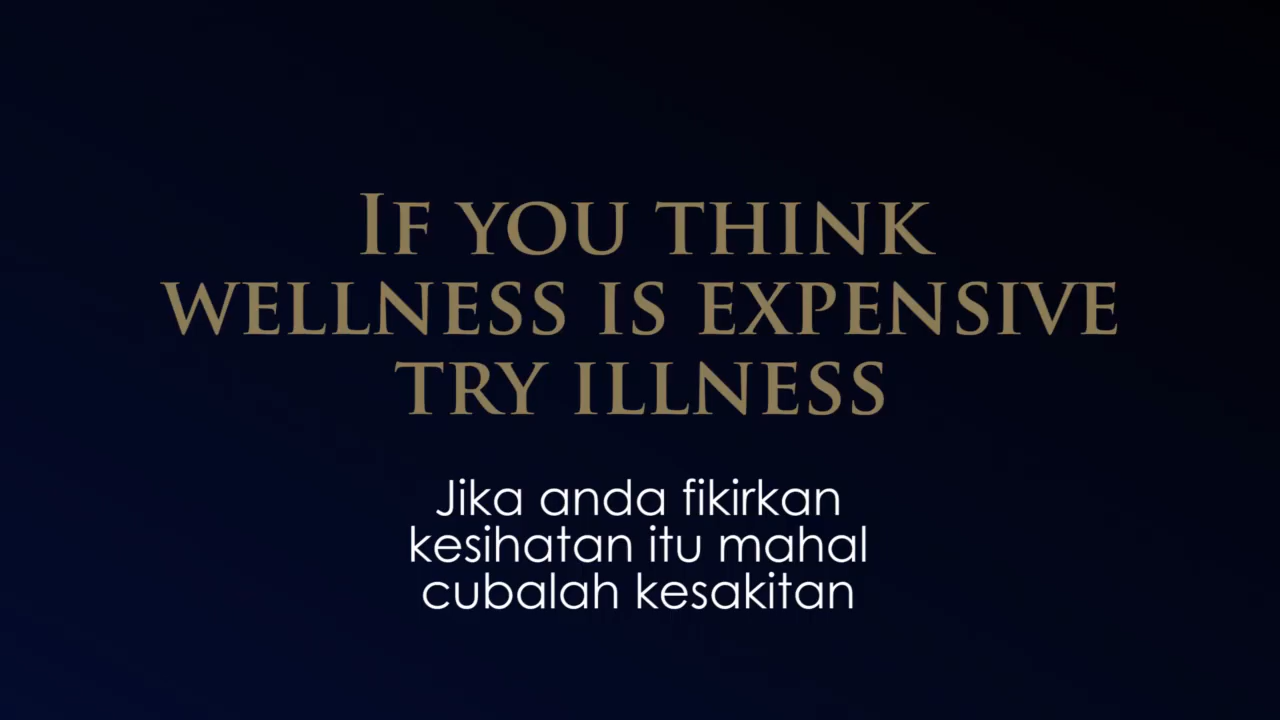 IF YOU THINK
WELLNESS IS EXPENSIVE
TRY ILLNESS
Jika anda fikirkan
kesihatan itu mahal
cubalah kesakitan